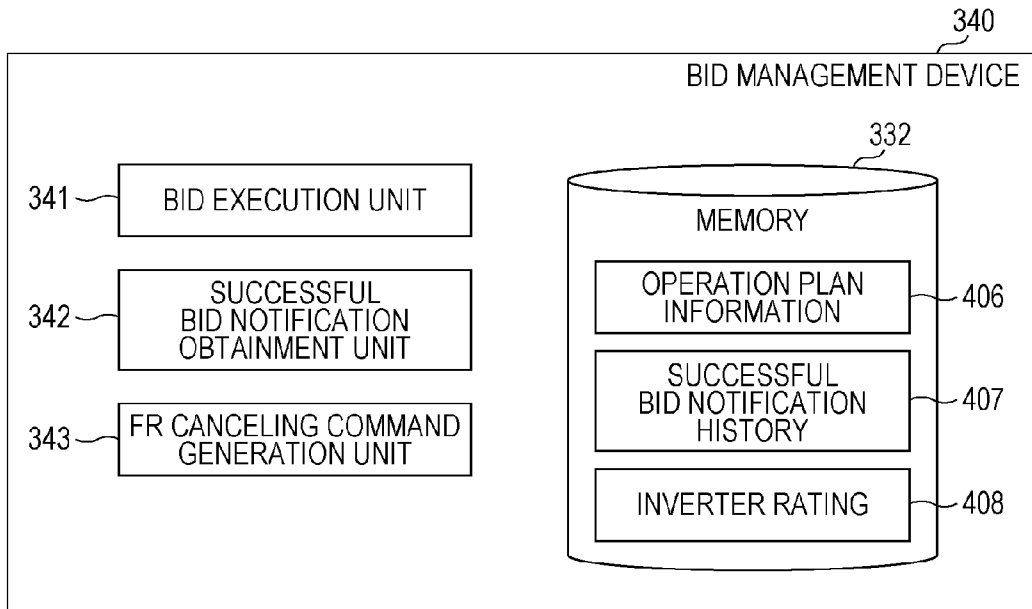 340
BID MANAGEMENT DEVICE
341
BID EXECUTION UNIT
342
SUCCESSFUL
BID NOTIFICATION
OBTAINMENT UNIT
343
FR CANCELING COMMAND
GENERATION UNIT
332
MEMORY
OPERATION PLAN
INFORMATION
406
SUCCESSFUL
BID NOTIFICATION
HISTORY
407
INVERTER RATING
408